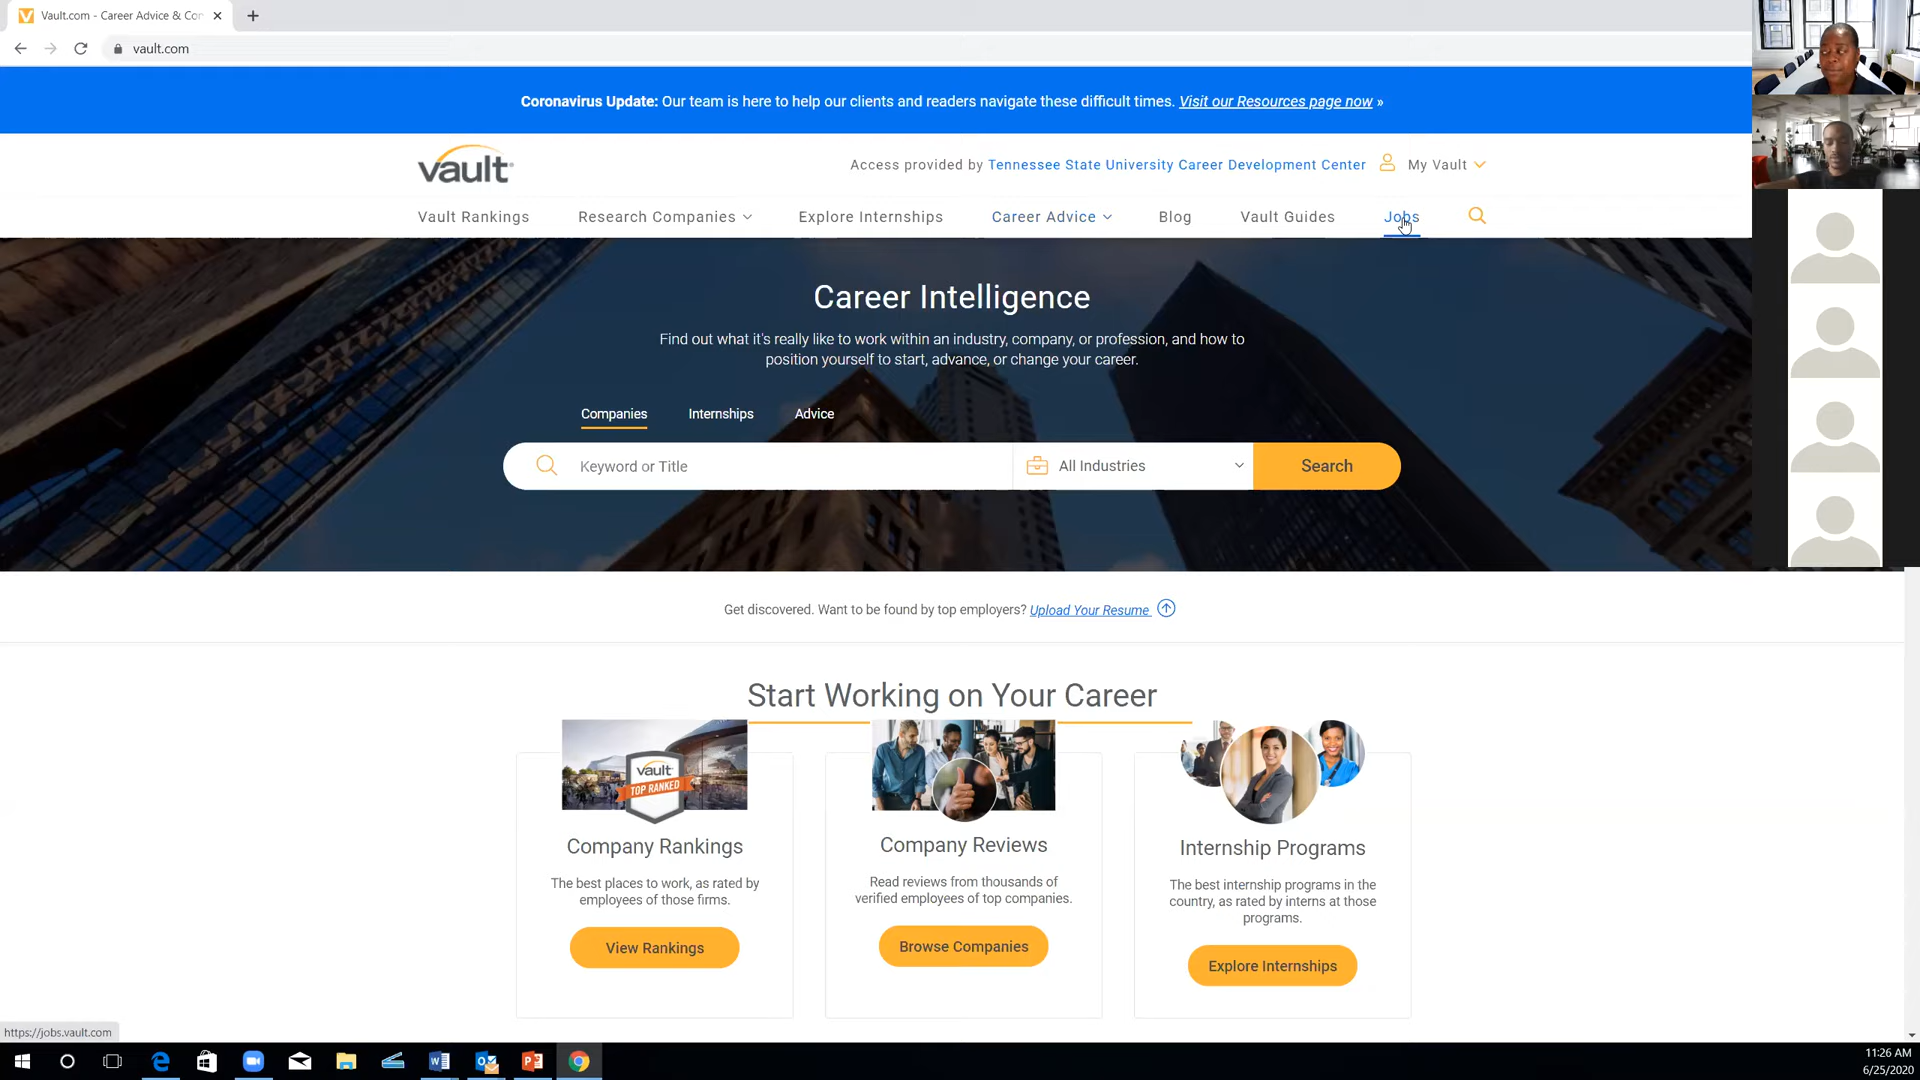 Vault.com - Career Advice & Cor
vault.com
Coronavirus Update: Our team is here to help our clients and readers navigate these difficult times. Visit our Resources page now »
vault
Access provided by Tennessee State University Career Development Center
My Vault
Vault Rankings
Research Companies
Explore Internships
Career Advice
Blog
Vault Guides
Jobs
Career Intelligence
Find out what it's really like to work within an industry, company, or profession, and how to
position yourself to start, advance, or change your career.
Companies
Internships
Advice
Keyword or Title
All Industries
Search
Get discovered. Want to be found by top employers? Upload Your Resume
Start Working on Your Career
vault
TOP RANKED
Company Rankings
The best places to work, as rated by
employees of those firms.
View Rankings
Company Reviews
Read reviews from thousands of
verified employees of top companies.
Browse Companies
Internship Programs
The best internship programs in the
country, as rated by interns at those
programs.
Explore Internships
https://jobs.vault.com
11:26 AM
6/25/2020